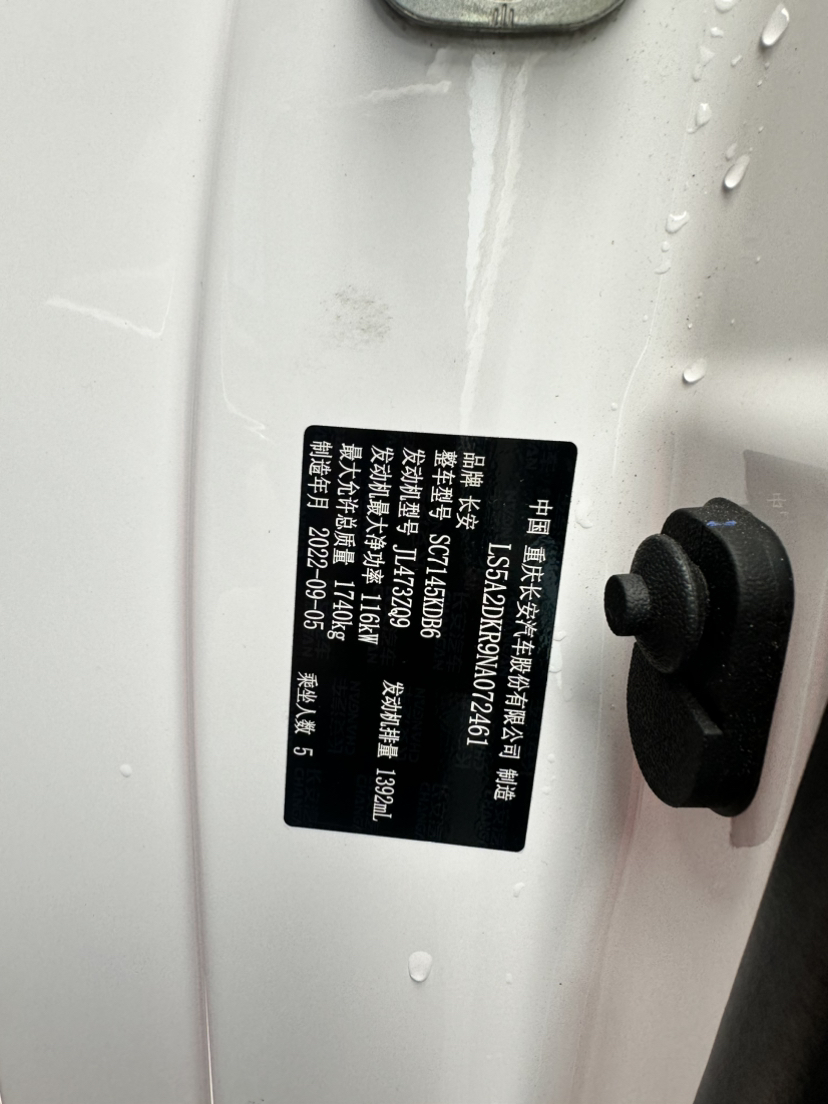 中国 重庆长安汽车股份有限公司 制造
LS5A2DKR9NA072461
品牌 长安
整车型号 SC7145KDB6
发动机型号 JL473ZQ9 发动机排量 1392mL
发动机最大净功率 116kW
最大允许总质量 1740kg
制造年月 2022-09-05 乘坐人数 5